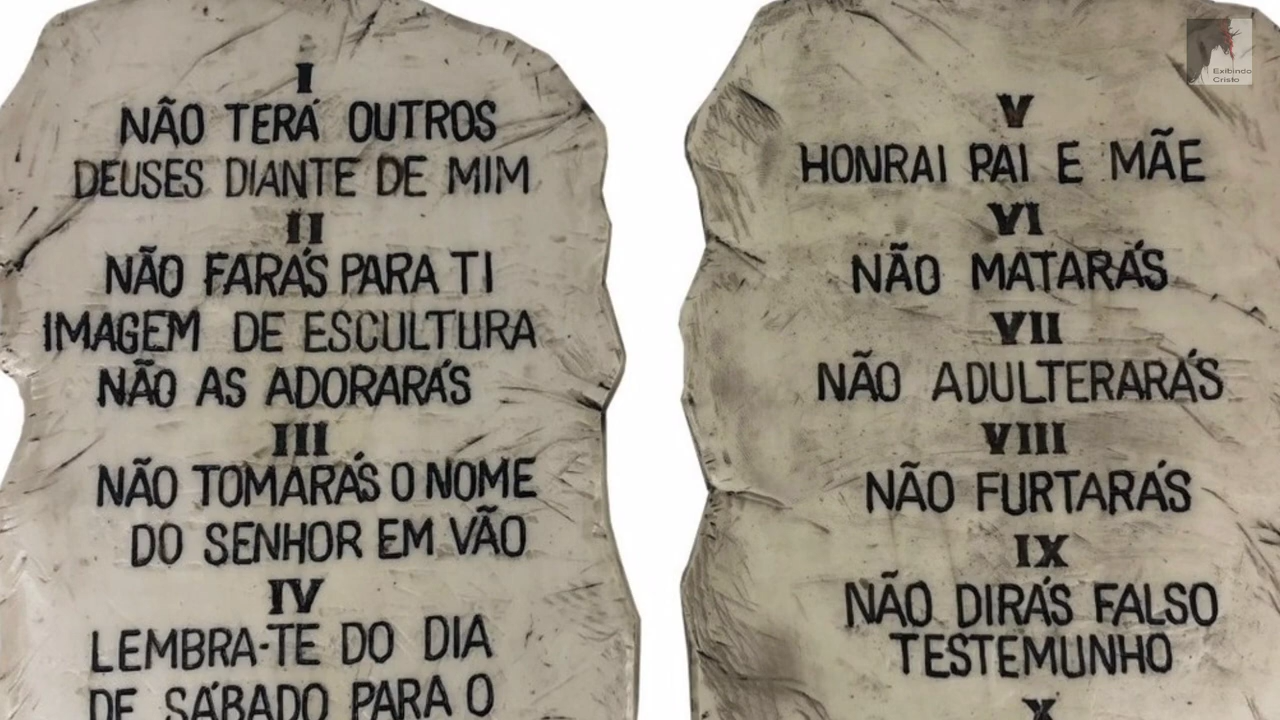 I
NÃO TERÁ OUTROS
DEUSES DIANTE DE MIM
II
NÃO FARÁS PARA TI
IMAGEM DE ESCULTURA
NÃO AS ADORARÁS
III
NÃO TOMARÁS O NOME
DO SENHOR EM VÃO
IV
LEMBRA-TE DO DIA
DE SÁBADO PARA O
V
HONRAI PAI E MÃE
VI
NÃO MATARÁS
VII
NÃO ADULTERARÁS
VIII
NÃO FURTARÁS
IX
NÃO DIRÁS FALSO
TESTEMUNHO
X
Exibindo
Cristo